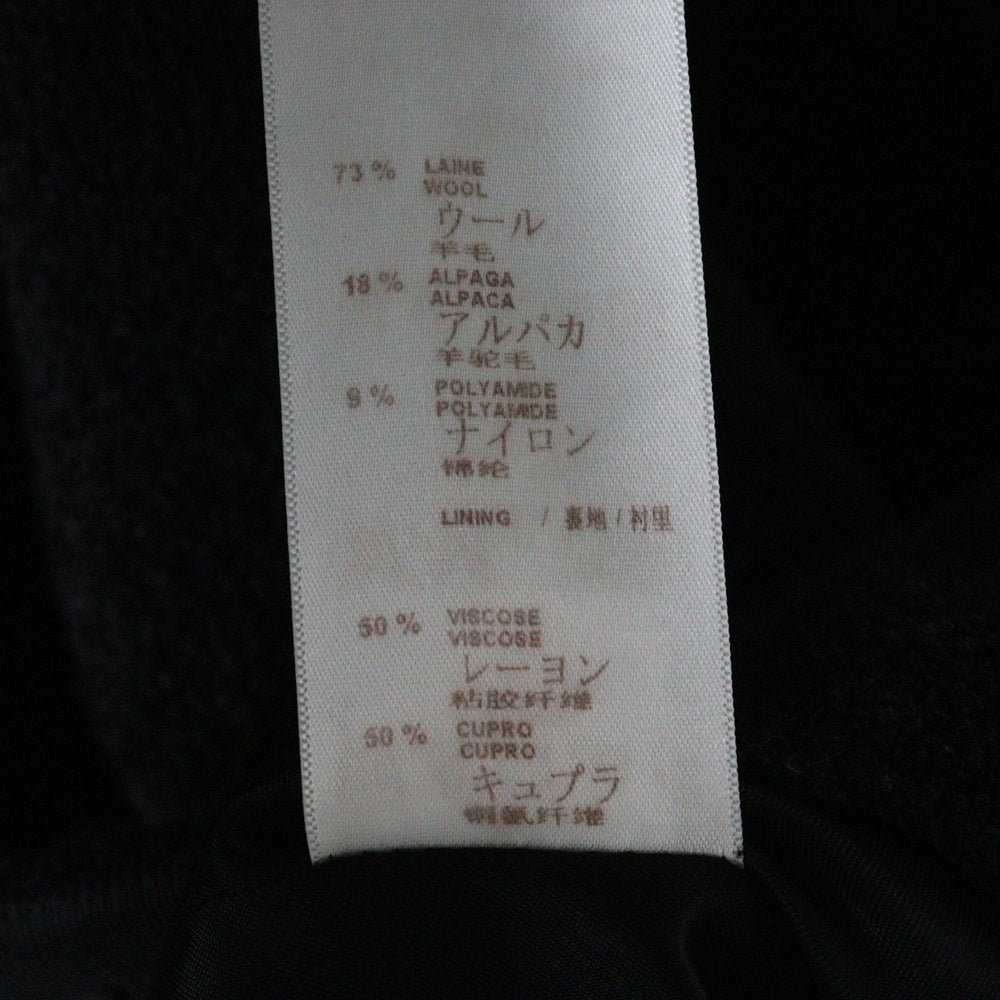 73 % LAINE
WOOL
ウール
羊毛
18 % ALPAGA
ALPACA
アルパカ
羊驼毛
9 % POLYAMIDE
POLYAMIDE
ナイロン
锦纶
LINING / 裏地 / 衬里
50 % VISCOSE
VISCOSE
レーヨン
粘胶纤维
50 % CUPRO
CUPRO
キュプラ
铜氨纤维